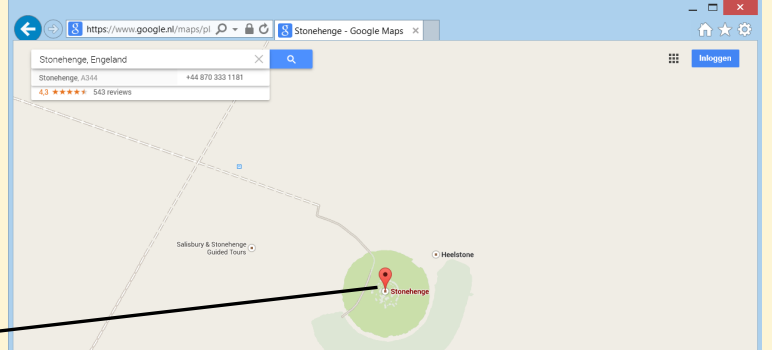 https://www.google.nl/maps/pl
Stonehenge - Google Maps
Stonehenge, Engeland
Inloggen
Stonehenge, A344
+44 870 333 1181
4,3 ★★★★★ 543 reviews
Salisbury & Stonehenge
Guided Tours
Heelstone
Stonehenge